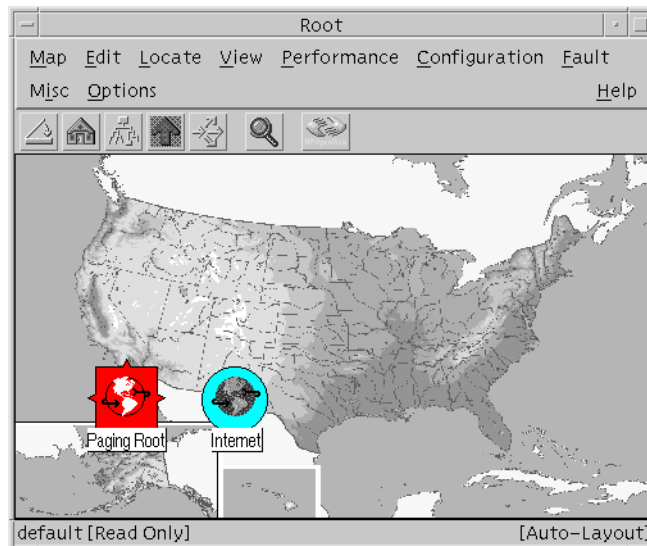 Root
Map Edit Locate View Performance Configuration Fault
Misc Options Help
HPOpenView
Paging Root Internet
default [Read Only] [Auto-Layout]